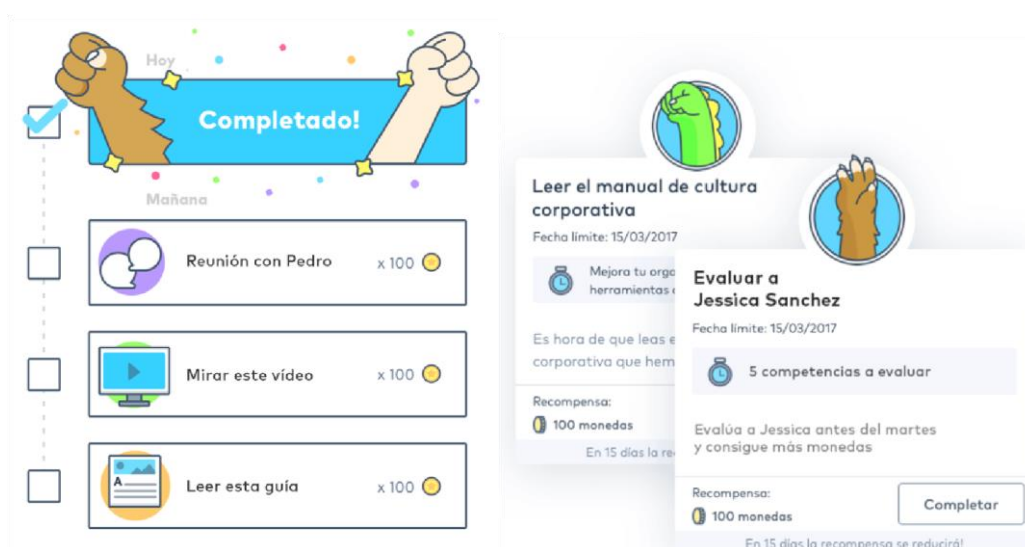 Hoy
Completado!
Mañana
Reunión con Pedro x 100
Mirar este vídeo x 100
A
Leer esta guía x 100
Leer el manual de cultura
corporativa
Fecha límite: 15/03/2017
Mejora tu orga
herramientas
Es hora de que leas e
corporativa que hem
Recompensa:
100 monedas
En 15 días la re
Evaluar a
Jessica Sanchez
Fecha límite: 15/03/2017
5 competencias a evaluar
Evalúa a Jessica antes del martes
y consigue más monedas
Recompensa:
100 monedas
Completar
En 15 días la recompensa se reducirá!